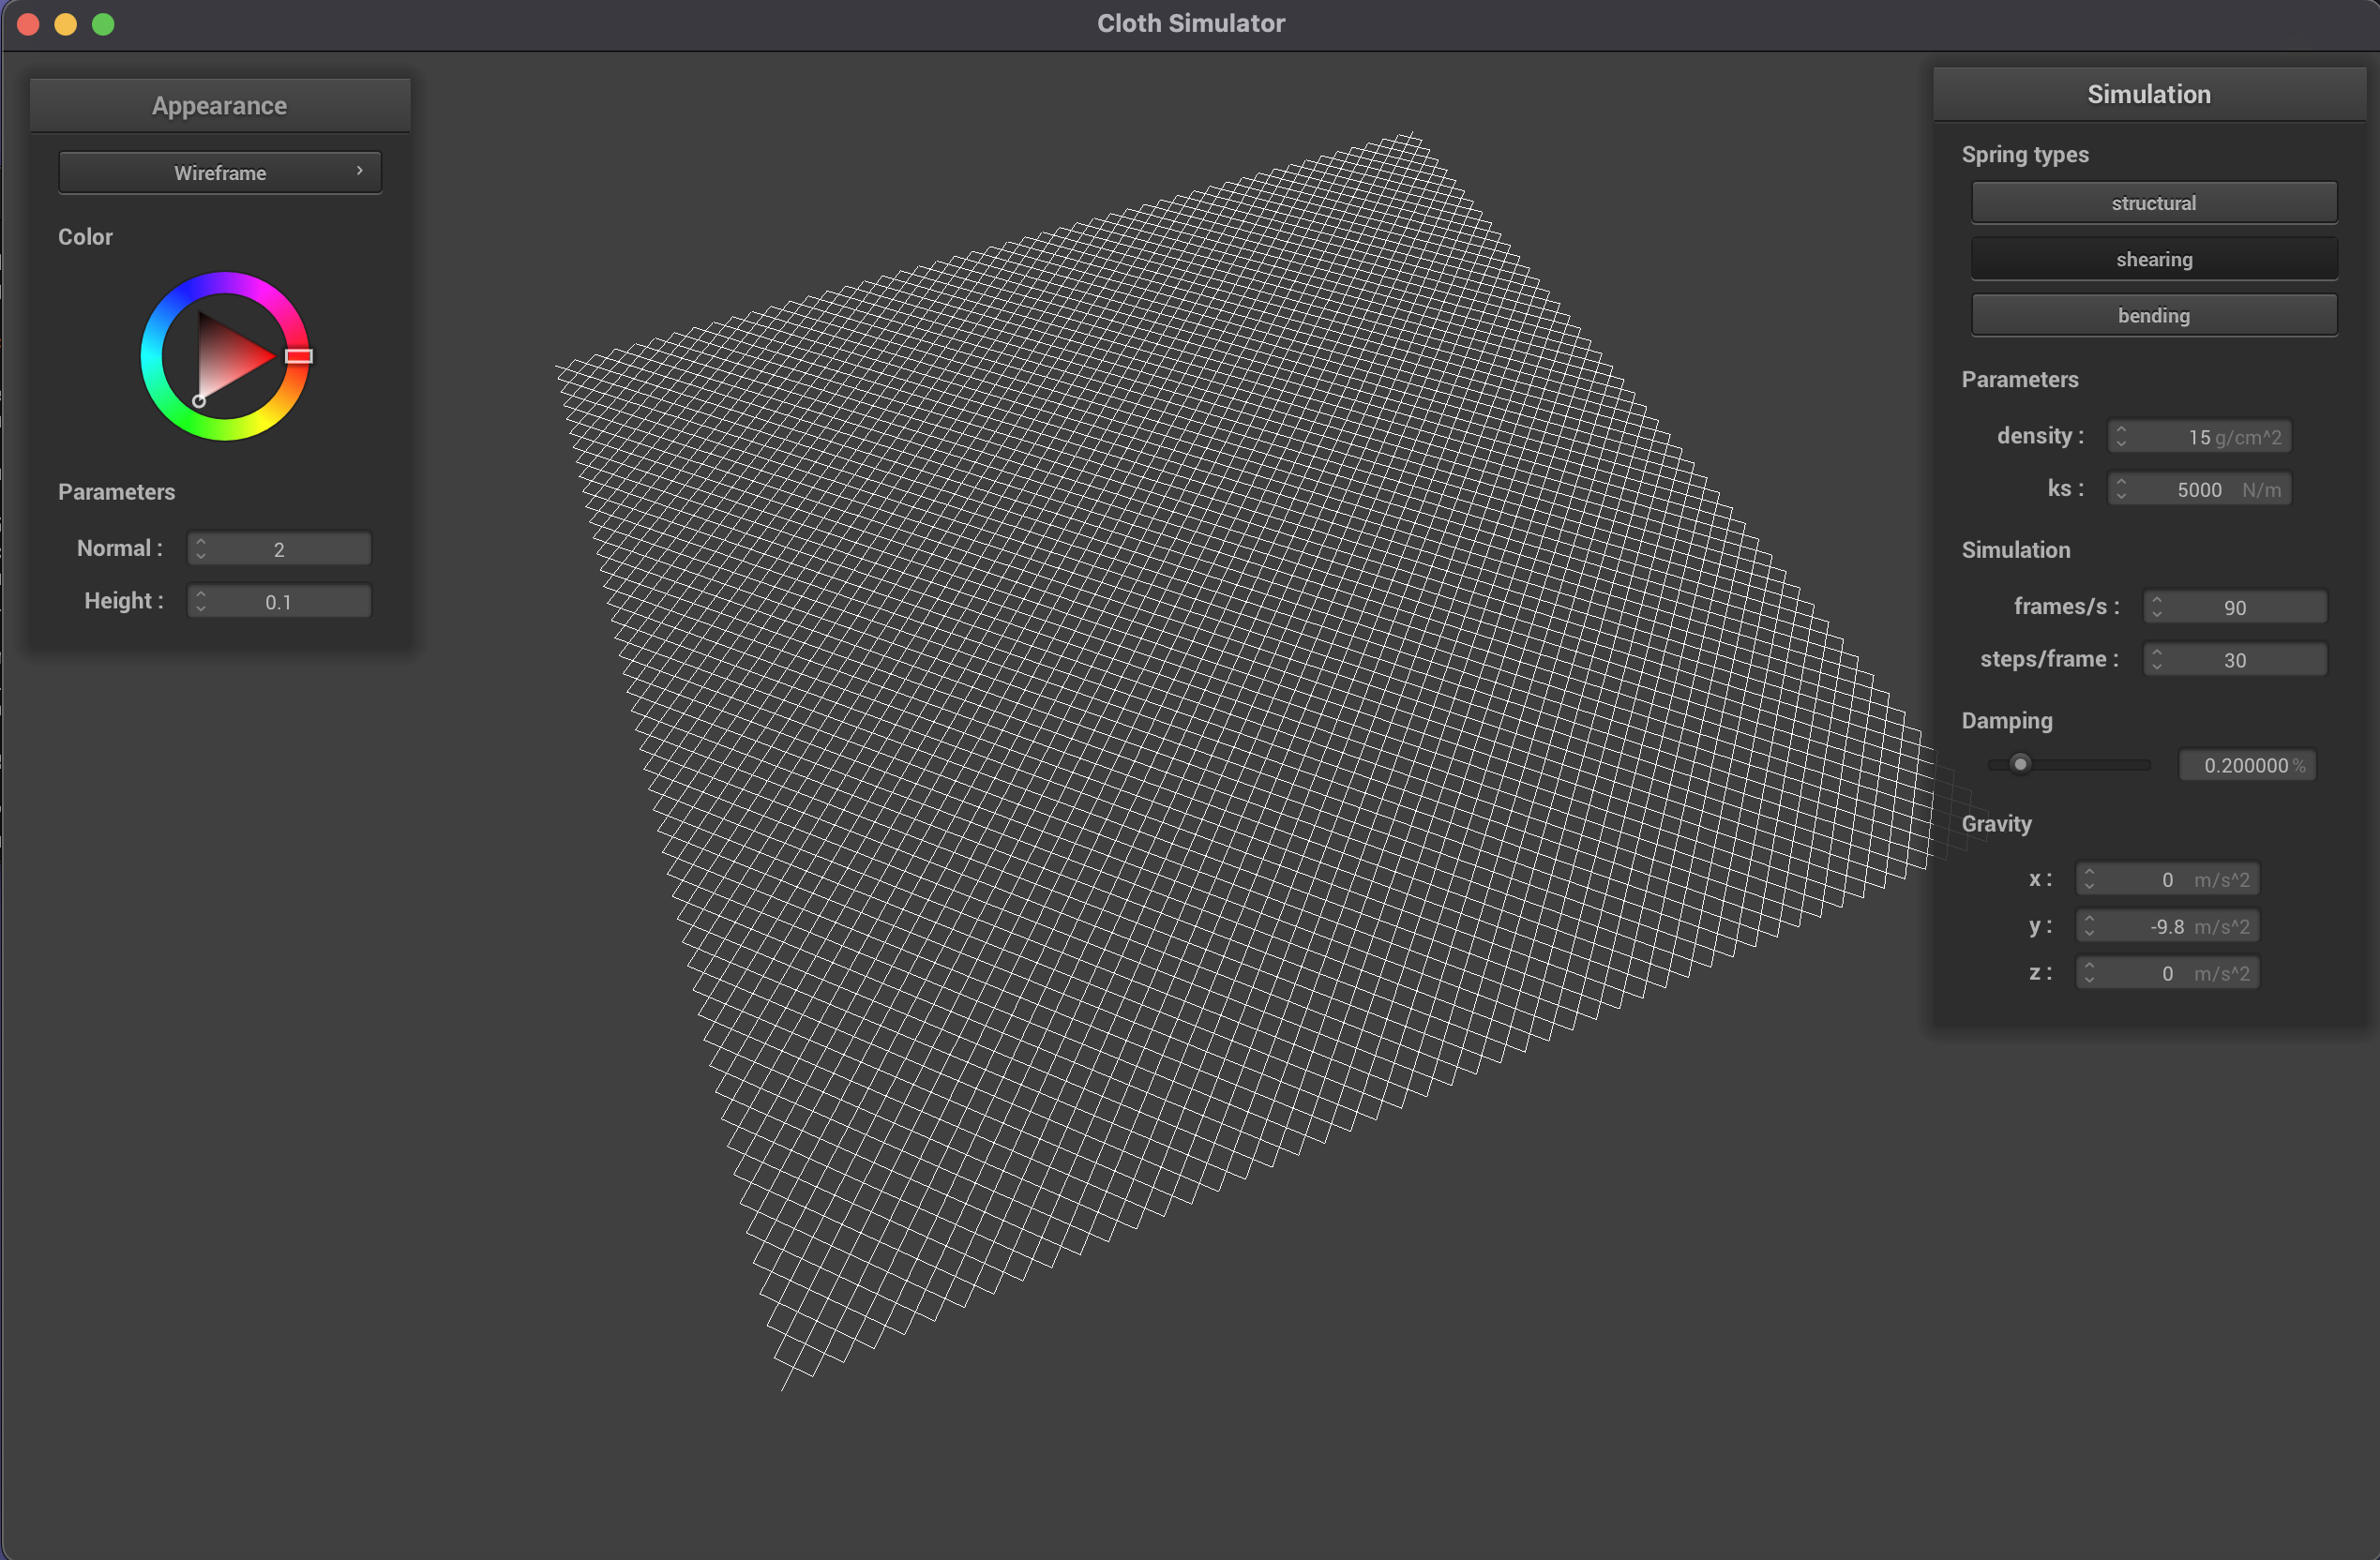 Cloth Simulator
Appearance
Wireframe
Color
Parameters
Normal : 2
Height : 0.1
Simulation
Spring types
structural
shearing
bending
Parameters
density : 15 g/cm^2
ks : 5000 N/m
Simulation
frames/s : 90
steps/frame : 30
Damping
0.200000 %
Gravity
x : 0 m/s^2
y : -9.8 m/s^2
z : 0 m/s^2